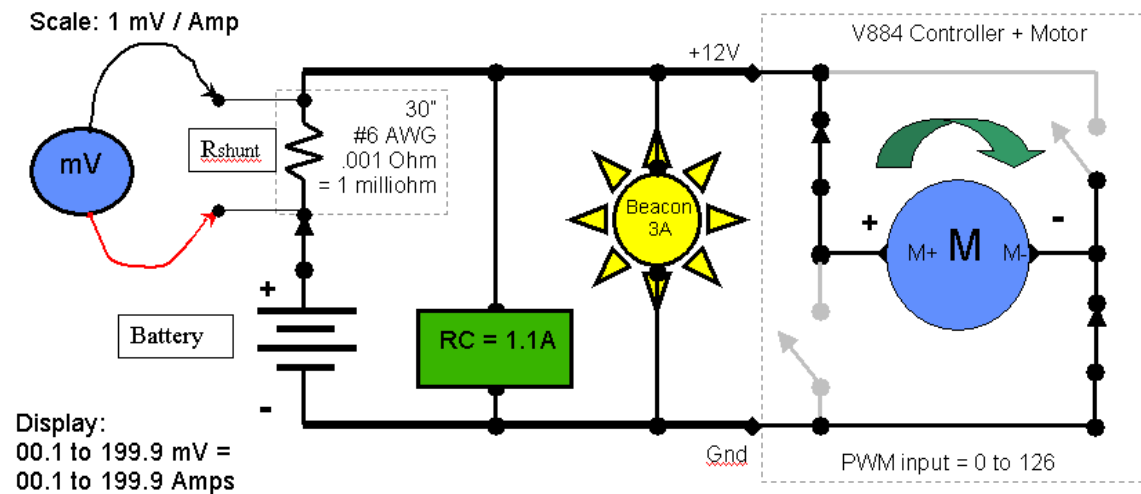 Scale: 1 mV / Amp
mV
Rshunt
30"
#6 AWG
.001 Ohm
= 1 milliohm
+
Battery
-
Display:
00.1 to 199.9 mV =
00.1 to 199.9 Amps
RC = 1.1A
+12V
Beacon
3A
Gnd
V884 Controller + Motor
+
-
M+ M M-
PWM input = 0 to 126